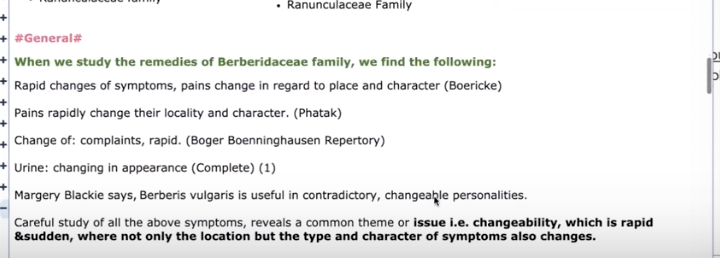 Ranunculaceae Family
#General#
When we study the remedies of Berberidaceae family, we find the following:
Rapid changes of symptoms, pains change in regard to place and character (Boericke)
Pains rapidly change their locality and character. (Phatak)
Change of: complaints, rapid. (Boger Boenninghausen Repertory)
Urine: changing in appearance (Complete) (1)
Margery Blackie says, Berberis vulgaris is useful in contradictory, changeable personalities.
Careful study of all the above symptoms, reveals a common theme or issue i.e. changeability, which is rapid
&sudden, where not only the location but the type and character of symptoms also changes.